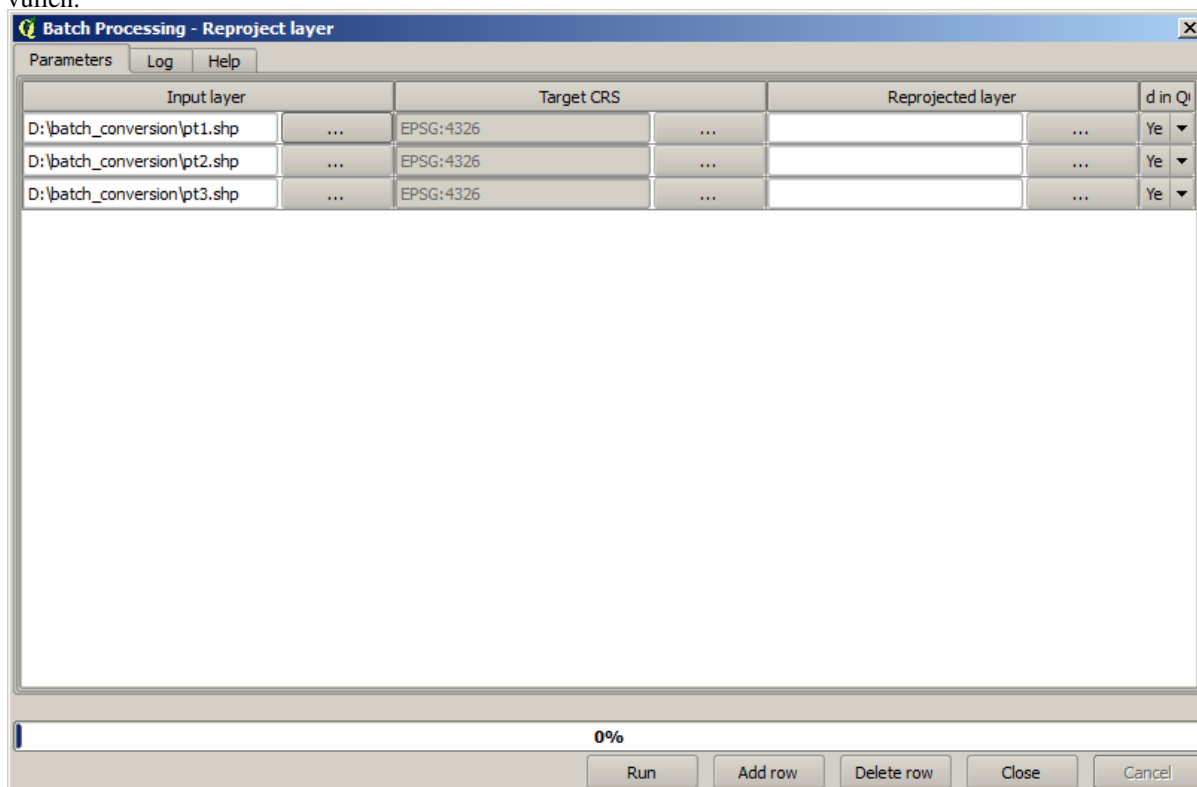 vullen.
Batch Processing - Reproject layer
Parameters Log Help
Input layer Target CRS Reprojected layer d in Q
D:\batch_conversion\pt1.shp ... EPSG:4326 ... ... Ye
D:\batch_conversion\pt2.shp ... EPSG:4326 ... ... Ye
D:\batch_conversion\pt3.shp ... EPSG:4326 ... ... Ye
0%
Run Add row Delete row Close Cancel